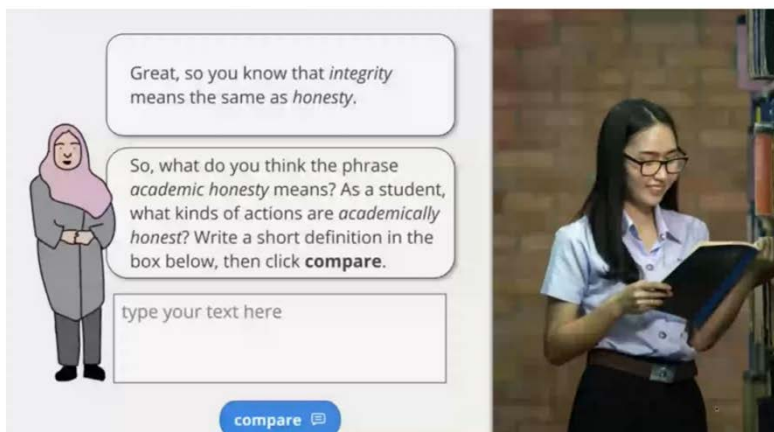 Great, so you know that integrity
means the same as honesty.
So, what do you think the phrase
academic honesty means? As a student,
what kinds of actions are academically
honest? Write a short definition in the
box below, then click compare.
type your text here
compare